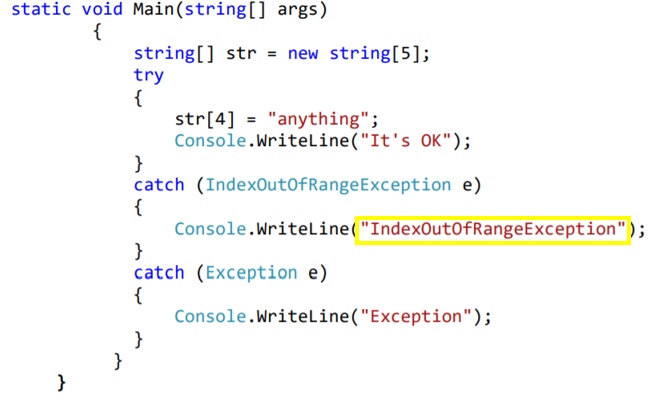 static void Main(string[] args)
{
string[] str = new string[5];
try
{
str[4] = "anything";
Console.WriteLine("It's OK");
}
catch (IndexOutOfRangeException e)
{
Console.WriteLine("IndexOutOfRangeException");
}
catch (Exception e)
{
Console.WriteLine("Exception");
}
}
}